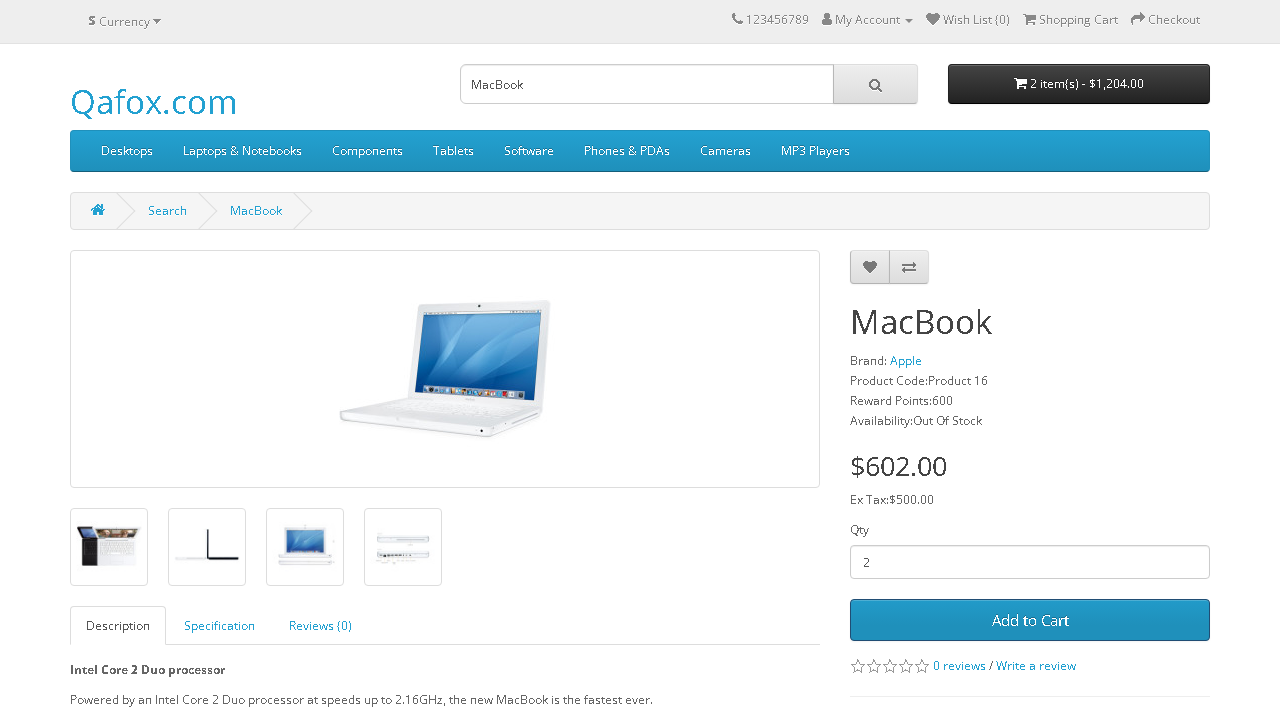 $ Currency
123456789 My Account Wish List (0) Shopping Cart Checkout
Qafox.com
MacBook
2 item(s) - $1,204.00
Desktops Laptops & Notebooks Components Tablets Software Phones & PDAs Cameras MP3 Players
Search MacBook
MacBook
Brand: Apple
Product Code:Product 16
Reward Points:600
Availability:Out Of Stock
$602.00
Ex Tax:$500.00
Qty
2
Add to Cart
0 reviews / Write a review
Description Specification Reviews (0)
Intel Core 2 Duo processor
Powered by an Intel Core 2 Duo processor at speeds up to 2.16GHz, the new MacBook is the fastest ever.